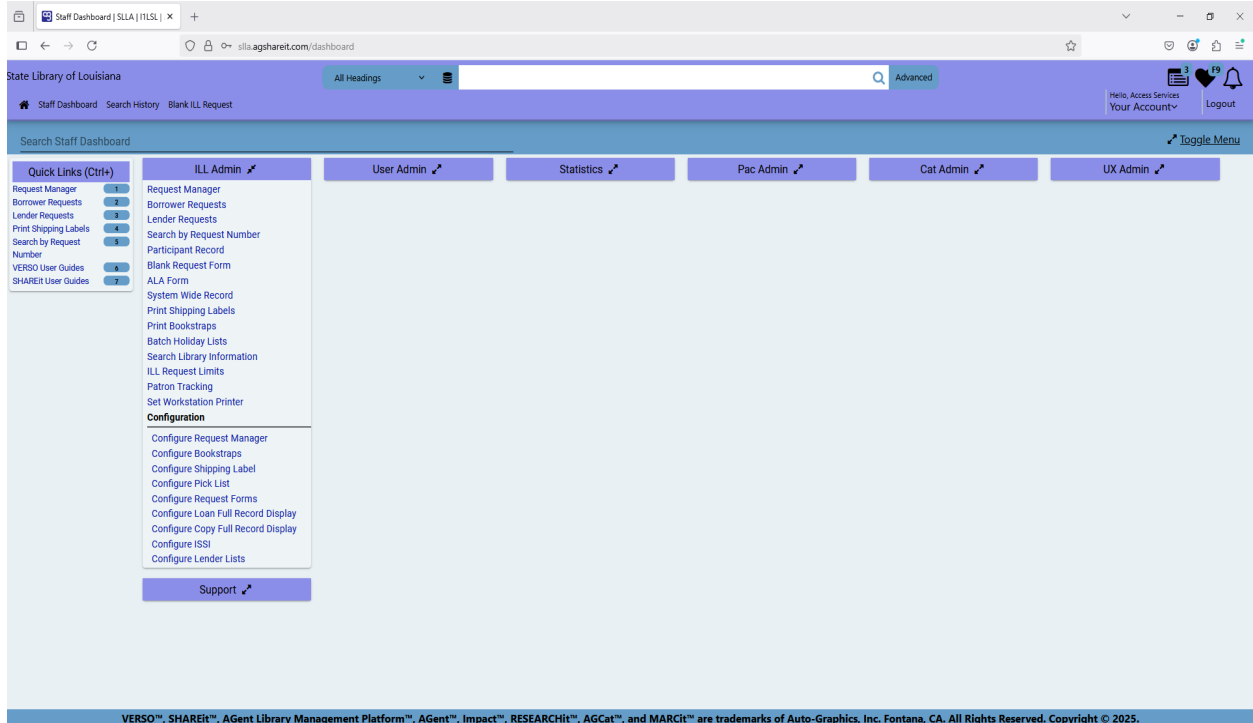 Staff Dashboard | SLLA | I1LSL |
slla.agshareit.com/dashboard
State Library of Louisiana
All Headings
Advanced
3
F9
Staff Dashboard Search History Blank ILL Request
Hello, Access Services
Your Account
Logout
Search Staff Dashboard
Toggle Menu
Quick Links (Ctrl+)
Request Manager 1
Borrower Requests 2
Lender Requests 3
Print Shipping Labels 4
Search by Request 5
Number
VERSO User Guides 6
SHAREit User Guides 7
ILL Admin
Request Manager
Borrower Requests
Lender Requests
Search by Request Number
Participant Record
Blank Request Form
ALA Form
System Wide Record
Print Shipping Labels
Print Bookstraps
Batch Holiday Lists
Search Library Information
ILL Request Limits
Patron Tracking
Set Workstation Printer
Configuration
Configure Request Manager
Configure Bookstraps
Configure Shipping Label
Configure Pick List
Configure Request Forms
Configure Loan Full Record Display
Configure Copy Full Record Display
Configure ISSI
Configure Lender Lists
Support
User Admin
Statistics
Pac Admin
Cat Admin
UX Admin
VERSO™, SHAREit™, AGent Library Management Platform™, AGent™, Impact™, RESEARCHit™, AGCat™, and MARCit™ are trademarks of Auto-Graphics, Inc. Fontana, CA. All Rights Reserved. Copyright © 2025.